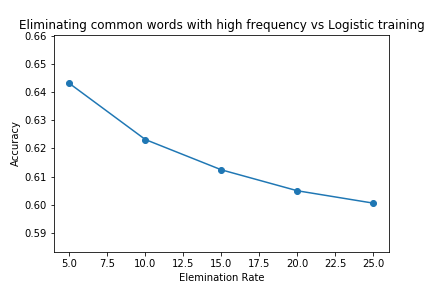 Eliminating common words with high frequency vs Logistic training
0.66
0.65
0.64
0.63
0.62
0.61
0.60
0.59
Accuracy
5.0 7.5 10.0 12.5 15.0 17.5 20.0 22.5 25.0
Elemination Rate